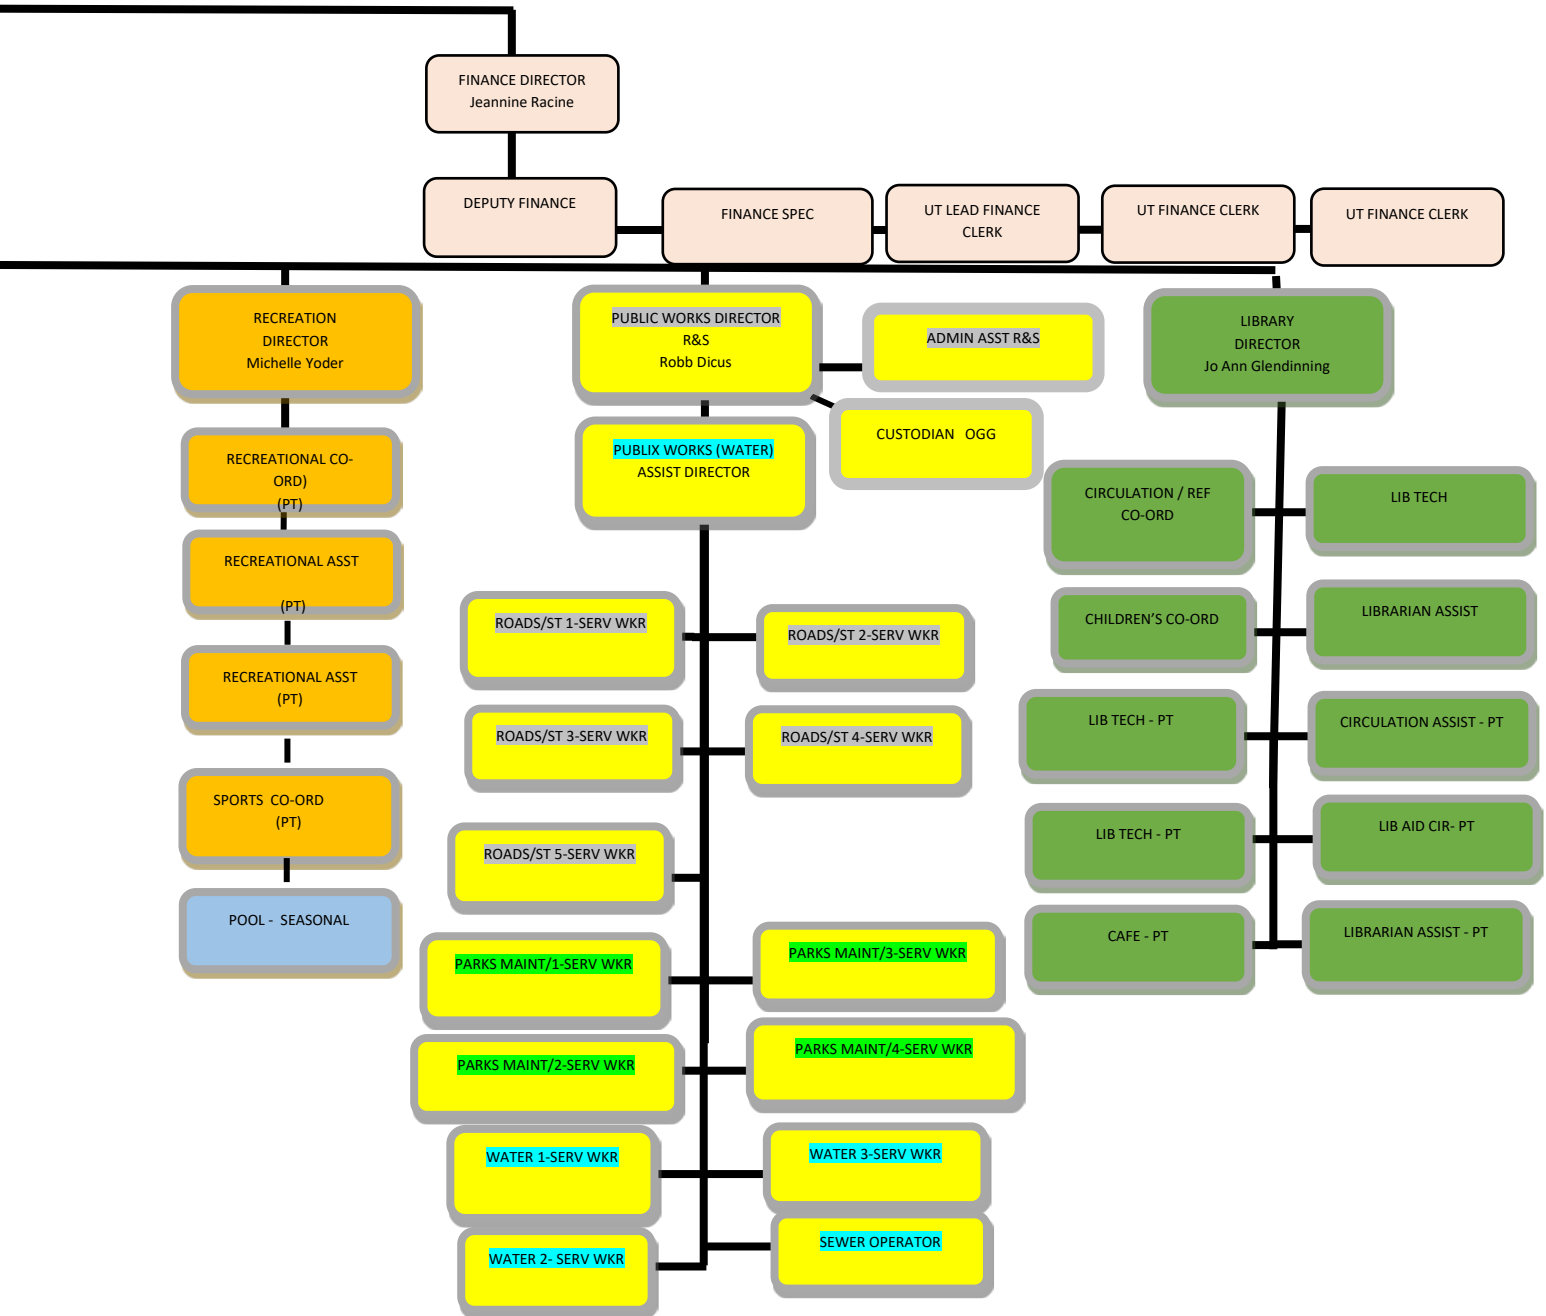 FINANCE DIRECTOR
Jeannine Racine
DEPUTY FINANCE
FINANCE SPEC
UT LEAD FINANCE
CLERK
UT FINANCE CLERK
UT FINANCE CLERK
RECREATION
DIRECTOR
Michelle Yoder
RECREATIONAL CO-
ORD)
(PT)
RECREATIONAL ASST
(PT)
RECREATIONAL ASST
(PT)
SPORTS CO-ORD
(PT)
POOL - SEASONAL
PUBLIC WORKS DIRECTOR
R&S
Robb Dicus
ADMIN ASST R&S
CUSTODIAN OGG
PUBLIX WORKS (WATER)
ASSIST DIRECTOR
ROADS/ST 1-SERV WKR
ROADS/ST 2-SERV WKR
ROADS/ST 3-SERV WKR
ROADS/ST 4-SERV WKR
ROADS/ST 5-SERV WKR
PARKS MAINT/1-SERV WKR
PARKS MAINT/3-SERV WKR
PARKS MAINT/2-SERV WKR
PARKS MAINT/4-SERV WKR
WATER 1-SERV WKR
WATER 3-SERV WKR
WATER 2- SERV WKR
SEWER OPERATOR
LIBRARY
DIRECTOR
Jo Ann Glendinning
CIRCULATION / REF
CO-ORD
LIB TECH
CHILDREN'S CO-ORD
LIBRARIAN ASSIST
LIB TECH - PT
CIRCULATION ASSIST - PT
LIB TECH - PT
LIB AID CIR- PT
CAFE - PT
LIBRARIAN ASSIST - PT